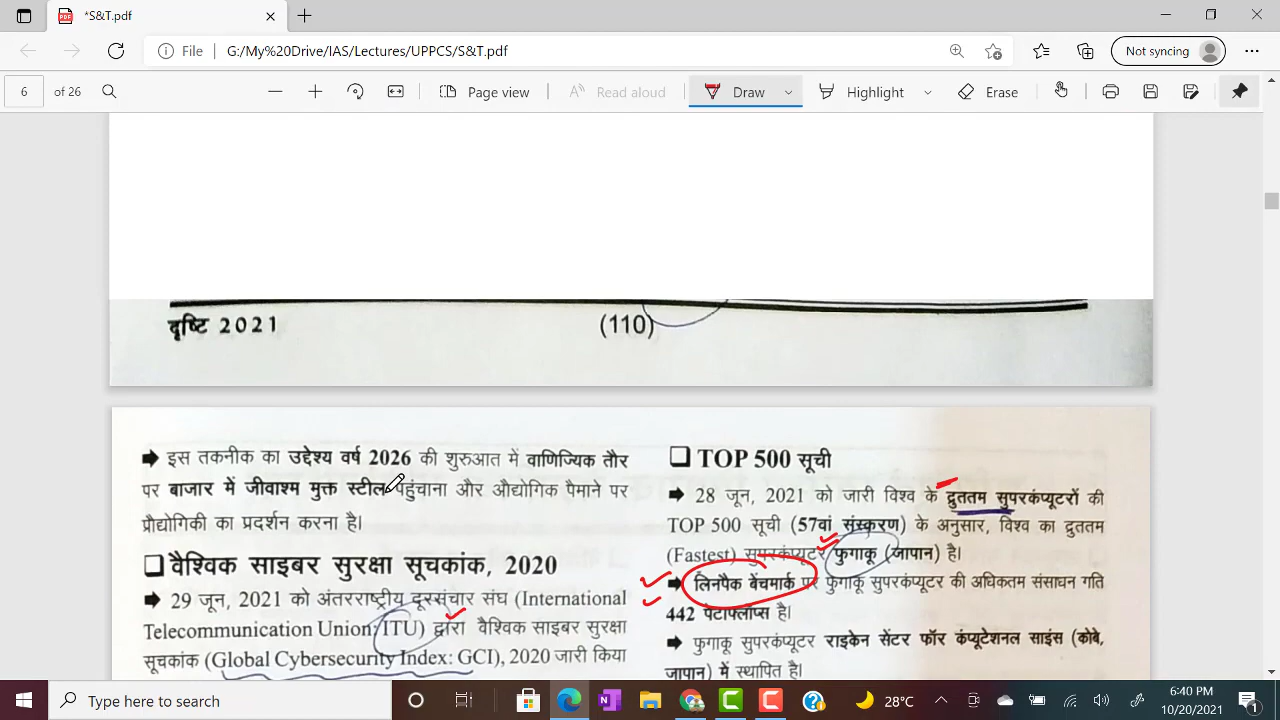 *S&T.pdf
File
G:/My%20Drive/IAS/Lectures/UPPCS/S&T.pdf
Not syncing
6 of 26
Page view
Read aloud
Draw
Highlight
Erase
दृष्टि 2021
(110)
➡ इस तकनीक का उद्देश्य वर्ष 2026 की शुरुआत में वाणिज्यिक तौर
पर बाजार में जीवाश्म मुक्त स्टील पहुंचाना और औद्योगिक पैमाने पर
प्रौद्योगिकी का प्रदर्शन करना है।
❑ वैश्विक साइबर सुरक्षा सूचकांक, 2020
➡ 29 जून, 2021 को अंतरराष्ट्रीय दूरसंचार संघ (International
Telecommunication Union: ITU) द्वारा वैश्विक साइबर सुरक्षा
सूचकांक (Global Cybersecurity Index: GCI), 2020 जारी किया
❑ TOP 500 सूची
➡ 28 जून, 2021 को जारी विश्व के द्रुततम सुपरकंप्यूटरों की
TOP 500 सूची (57वां संस्करण) के अनुसार, विश्व का द्रुततम
(Fastest) सुपरकंप्यूटर फुगाकू (जापान) है।
➡ लिनपैक बेंचमार्क पर फुगाकू सुपरकंप्यूटर की अधिकतम संसाधन गति
442 पेटाफ्लॉप्स है।
➡ फुगाकू सुपरकंप्यूटर राइकेन सेंटर फॉर कंप्यूटेशनल साइंस (कोबे,
जापान) में स्थापित है।
Type here to search
28°C
6:40 PM
10/20/2021